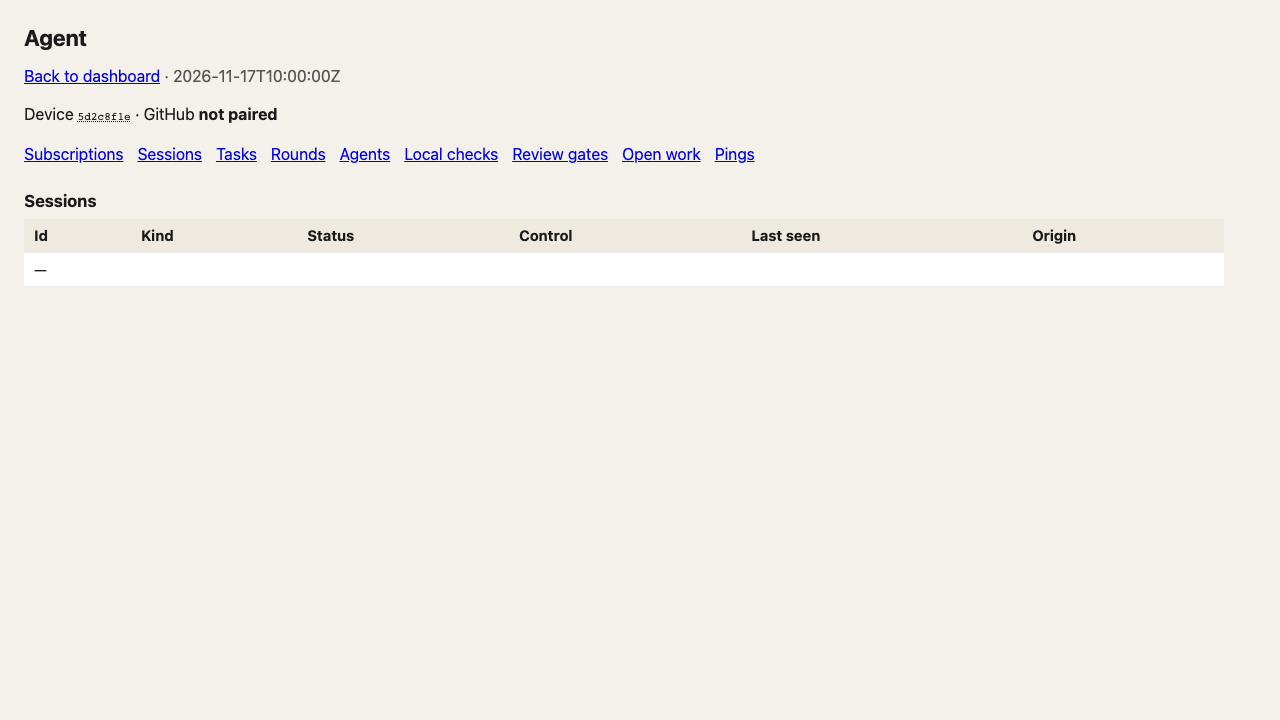 Agent
Back to dashboard · 2026-11-17T10:00:00Z
Device 5d2c8f1e · GitHub not paired
Subscriptions Sessions Tasks Rounds Agents Local checks Review gates Open work Pings
Sessions
Id Kind Status Control Last seen Origin
—